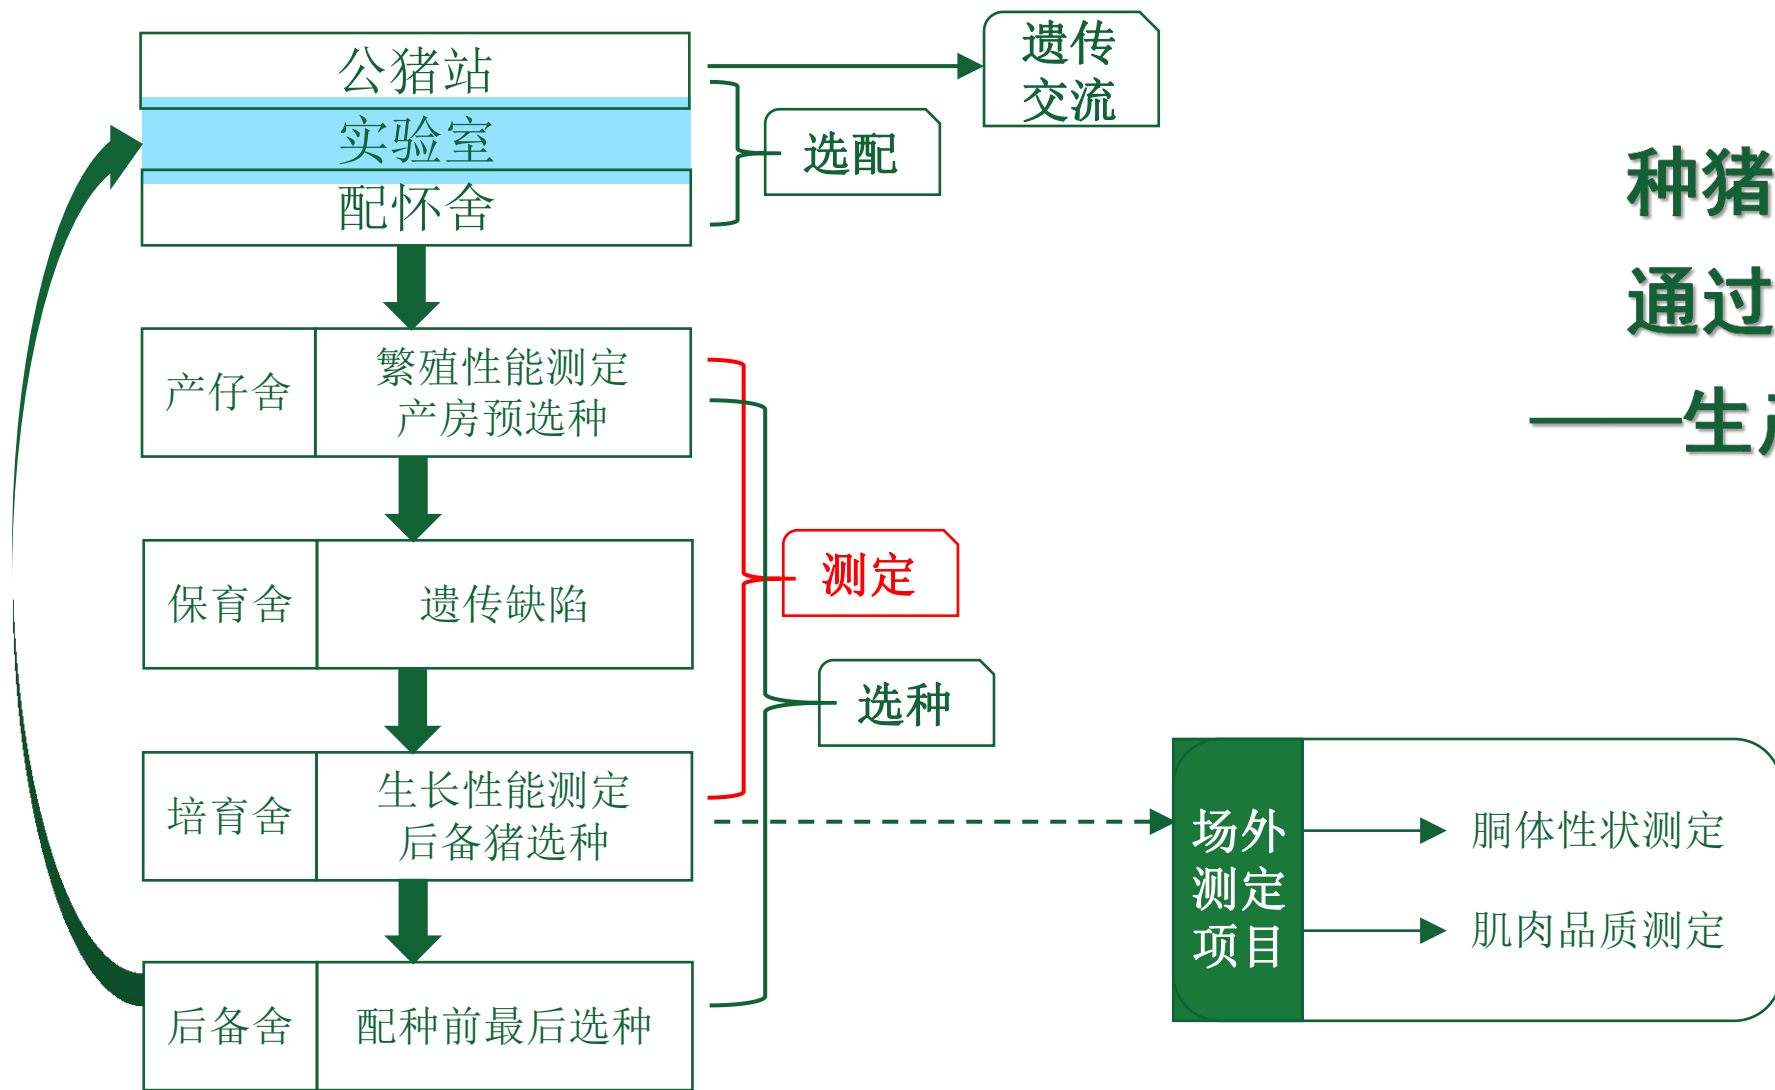 公猪站
实验室
配怀舍
遗传
交流
选配
种猪
通过
——生
产仔舍
繁殖性能测定
产房预选种
保育舍
遗传缺陷
测定
选种
培育舍
生长性能测定
后备猪选种
后备舍
配种前最后选种
场外
测定
项目
胴体性状测定
肌肉品质测定